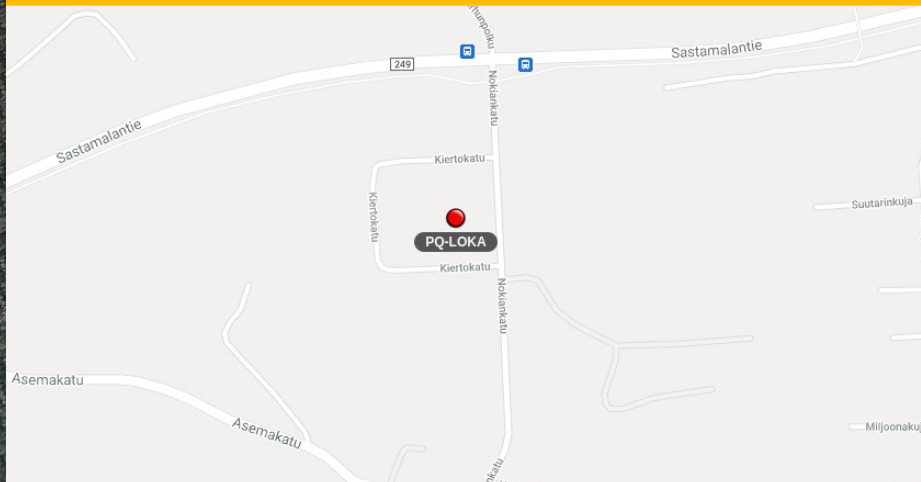 Nokiankatu
Sastamalantie
249
Sastamalantie
Kiertokatu
Kiertokatu
Suutarinkuja
PQ-LOKA
Kiertokatu
Nokiankatu
Asemakatu
Asemakatu